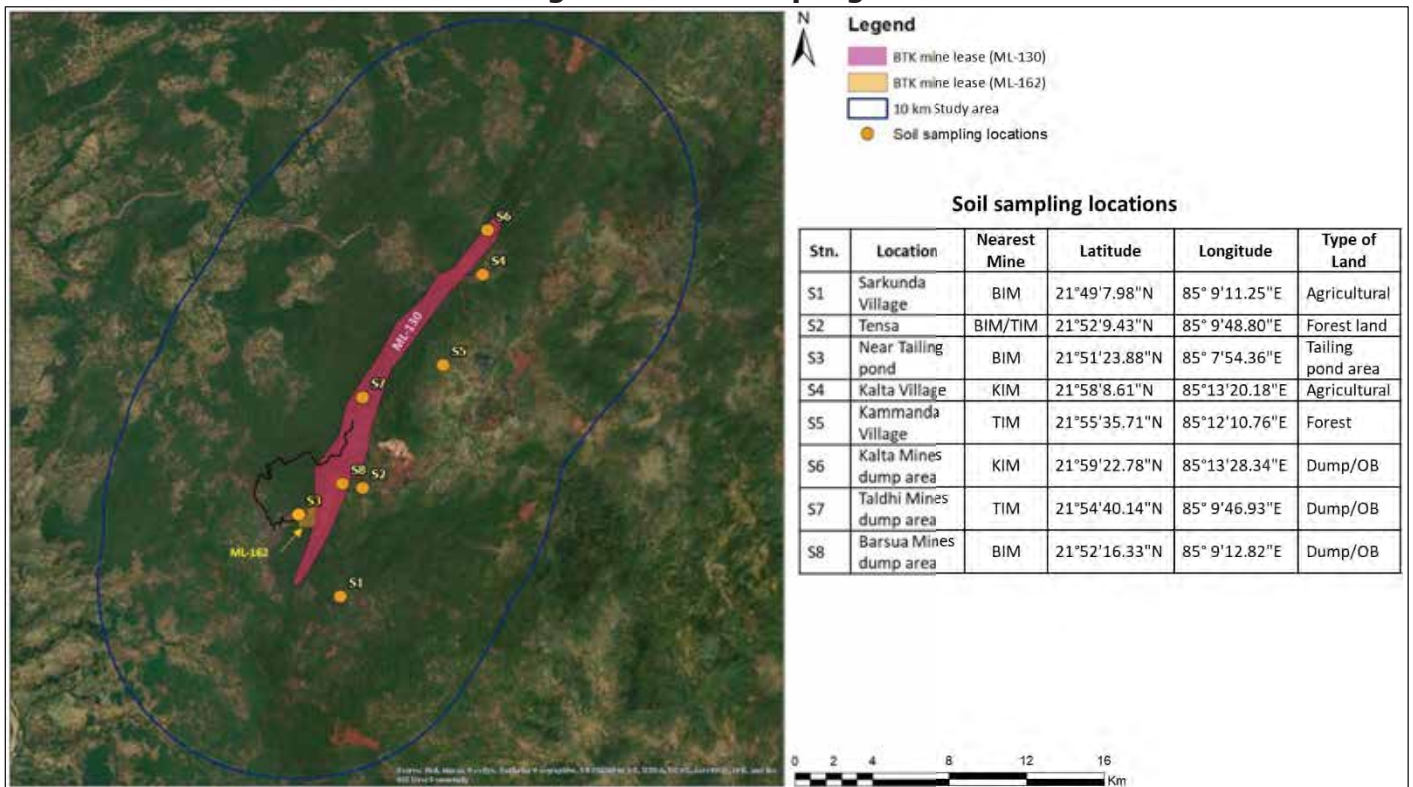 N
Legend
BTK mine lease (ML-130)
BTK mine lease (ML-162)
10 km Study area
Soil sampling locations
S6
S4
ML-130
S5
S7
S8
S2
S3
ML-162
S1
Soil sampling locations
Stn. Location Nearest Mine Latitude Longitude Type of Land
S1 Sarkunda Village BIM 21°49'7.98"N 85° 9'11.25"E Agricultural
S2 Tensa BIM/TIM 21°52'9.43"N 85° 9'48.80"E Forest land
S3 Near Tailing pond BIM 21°51'23.88"N 85° 7'54.36"E Tailing pond area
S4 Kalta Village KIM 21°58'8.61"N 85°13'20.18"E Agricultural
S5 Kammanda Village TIM 21°55'35.71"N 85°12'10.76"E Forest
S6 Kalta Mines dump area KIM 21°59'22.78"N 85°13'28.34"E Dump/OB
S7 Taldhi Mines dump area TIM 21°54'40.14"N 85° 9'46.93"E Dump/OB
S8 Barsua Mines dump area BIM 21°52'16.33"N 85° 9'12.82"E Dump/OB
0 2 4 8 12 16
Km